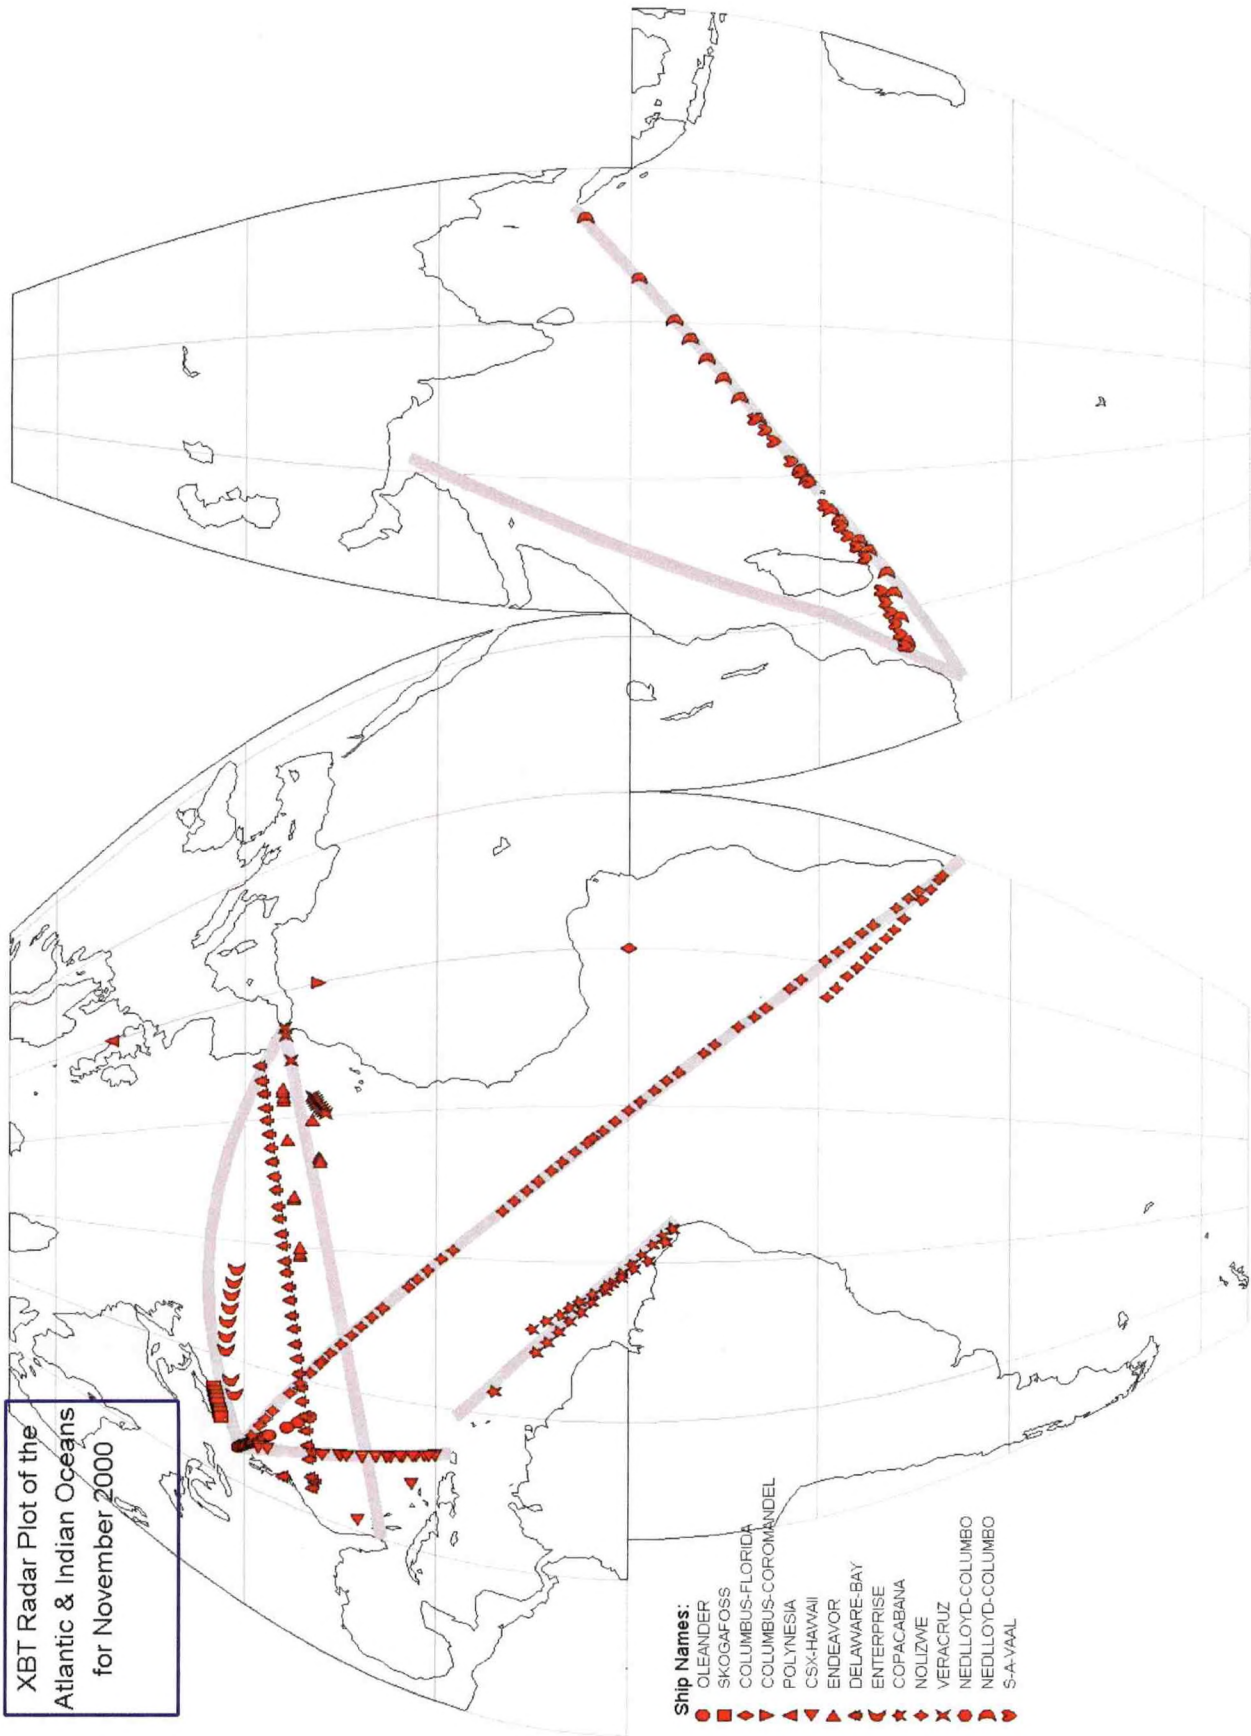 XBT Radar Plot of the
Atlantic & Indian Oceans
for November 2000
Ship Names:
OLEANDER
SKOGAFOSS
COLUMBUS-FLORIDA
COLUMBUS-COROMANDEL
POLYNESIA
CSX-HAWAII
ENDEAVOR
DELAWARE-BAY
ENTERPRISE
COPACABANA
NOLIZWE
VERACRUZ
NEDLLOYD-COLUMBO
NEDLLOYD-COLUMBO
S-A-VAAL